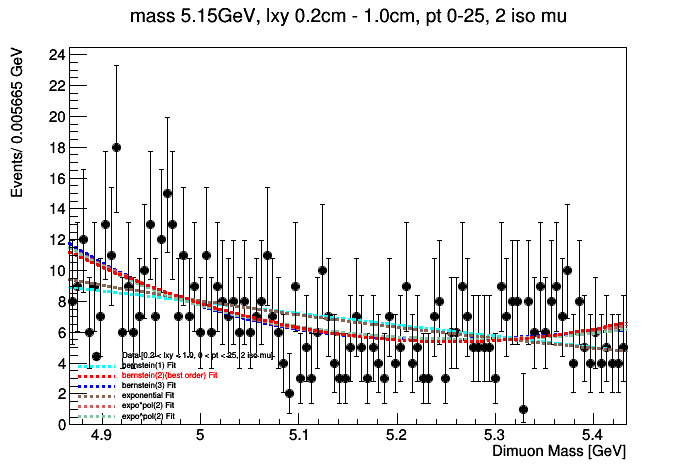 mass 5.15GeV, lxy 0.2cm - 1.0cm, pt 0-25, 2 iso mu
Events/ 0.005665 GeV
24
22
20
18
16
14
12
10
8
6
4
2
0
Data (0.2 < lxy < 1.0, 0 < pt < 25, 2 iso mu)
bernstein(1) Fit
bernstein(2)(best order) Fit
bernstein(3) Fit
exponential Fit
expo*pol(2) Fit
expo*pol(2) Fit
4.9 5 5.1 5.2 5.3 5.4
Dimuon Mass [GeV]